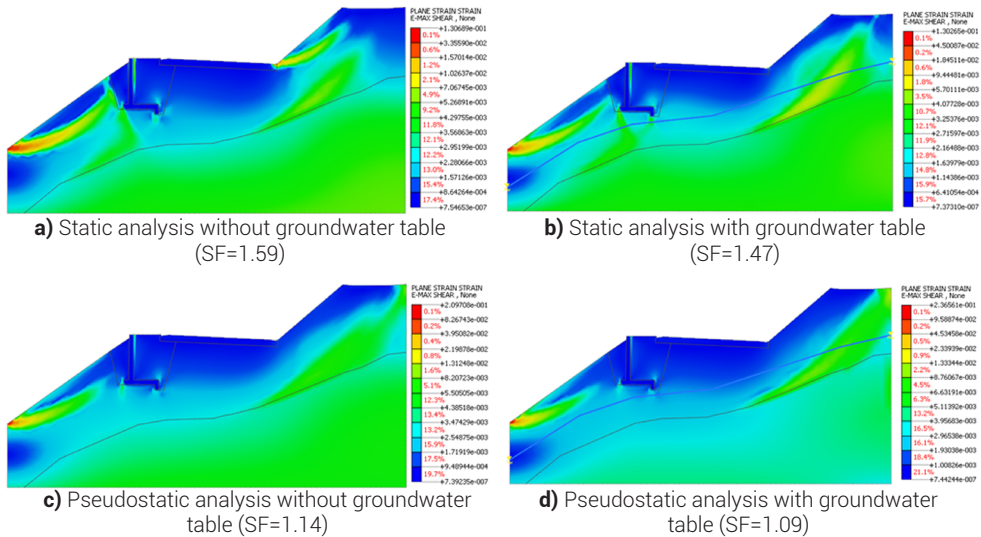 PLANE STRAIN STRAIN
E-MAX SHEAR , None
+1.30689e-001
0.1%
+3.35590e-002
0.6%
+1.57014e-002
1.2%
+1.02637e-002
2.1%
+7.06745e-003
4.9%
+5.26891e-003
9.2%
+4.29755e-003
11.8%
+3.56863e-003
12.1%
+2.95199e-003
12.2%
+2.28066e-003
13.0%
+1.57126e-003
15.4%
+8.64264e-004
17.4%
+7.54653e-007
a) Static analysis without groundwater table
(SF=1.59)
PLANE STRAIN STRAIN
E-MAX SHEAR , None
+1.30265e-001
0.1%
+4.50087e-002
0.2%
+1.84511e-002
0.6%
+9.44481e-003
1.8%
+5.70111e-003
3.5%
+4.07728e-003
10.7%
+3.25376e-003
12.1%
+2.71597e-003
11.9%
+2.16488e-003
12.8%
+1.63979e-003
14.8%
+1.14386e-003
15.9%
+6.41054e-004
15.7%
+7.37310e-007
b) Static analysis with groundwater table
(SF=1.47)
PLANE STRAIN STRAIN
E-MAX SHEAR , None
+2.09708e-001
0.1%
+8.26743e-002
0.2%
+3.95082e-002
0.4%
+2.19878e-002
0.8%
+1.31248e-002
1.6%
+8.20723e-003
5.1%
+5.50505e-003
12.3%
+4.38518e-003
13.4%
+3.47429e-003
13.2%
+2.54875e-003
15.9%
+1.71919e-003
17.5%
+9.48944e-004
19.7%
+7.39235e-007
c) Pseudostatic analysis without groundwater
table (SF=1.14)
PLANE STRAIN STRAIN
E-MAX SHEAR , None
+2.36561e-001
0.1%
+9.58874e-002
0.2%
+4.53458e-002
0.5%
+2.33939e-002
0.9%
+1.33344e-002
2.2%
+8.76067e-003
4.5%
+6.63191e-003
6.3%
+5.11392e-003
13.2%
+3.95683e-003
16.5%
+2.96538e-003
16.1%
+1.93038e-003
18.4%
+1.00826e-003
21.1%
+7.44244e-007
d) Pseudostatic analysis with groundwater
table (SF=1.09)